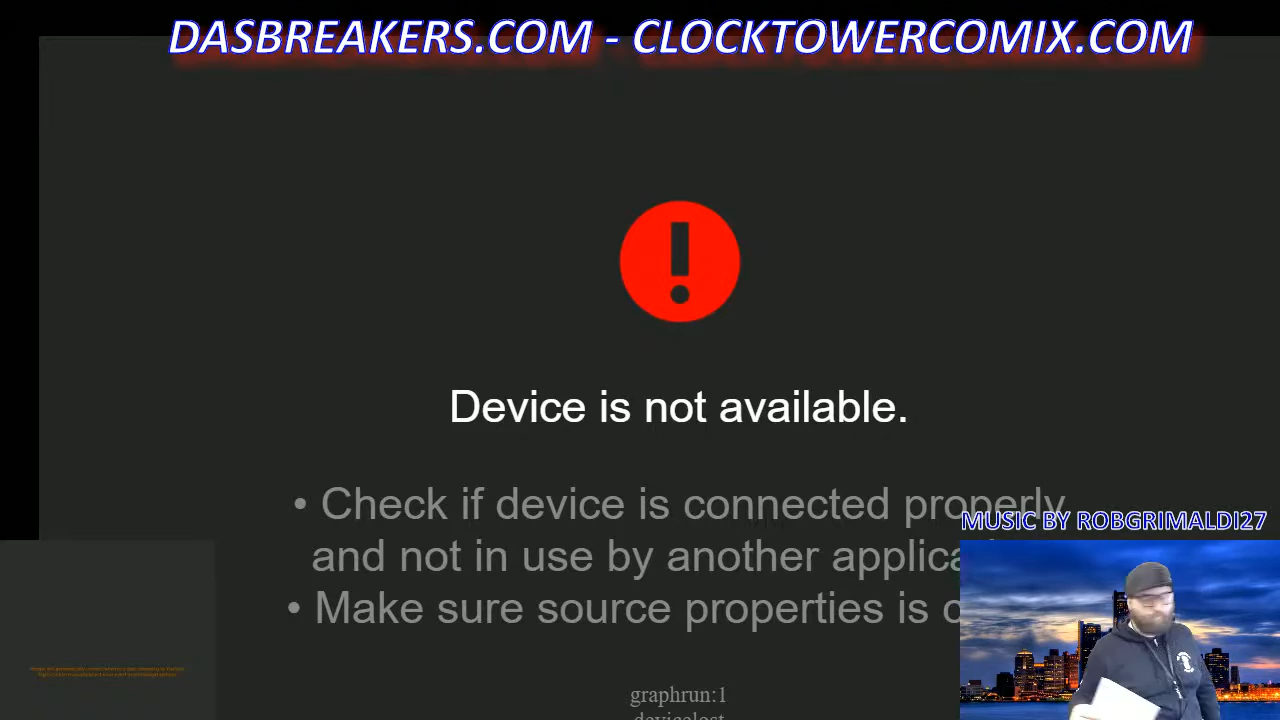 DASBREAKERS.COM - CLOCKTOWERCOMIX.COM
Device is not available.
• Check if device is connected properly
and not in use by another
• Make sure source properties is
MUSIC BY ROBGRIMALDI27
graphrun:1
devicelost